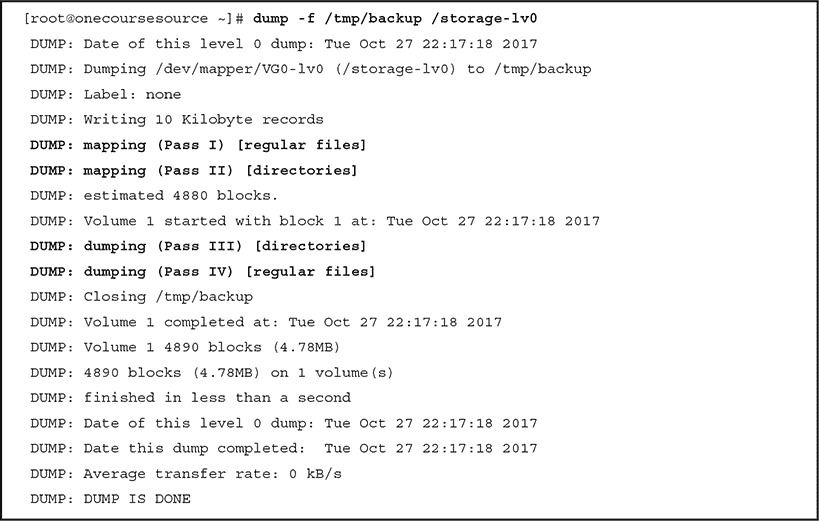 [root@onecoursesource ~]# dump -f /tmp/backup /storage-lv0
DUMP: Date of this level 0 dump: Tue Oct 27 22:17:18 2017
DUMP: Dumping /dev/mapper/VG0-lv0 (/storage-lv0) to /tmp/backup
DUMP: Label: none
DUMP: Writing 10 Kilobyte records
DUMP: mapping (Pass I) [regular files]
DUMP: mapping (Pass II) [directories]
DUMP: estimated 4880 blocks.
DUMP: Volume 1 started with block 1 at: Tue Oct 27 22:17:18 2017
DUMP: dumping (Pass III) [directories]
DUMP: dumping (Pass IV) [regular files]
DUMP: Closing /tmp/backup
DUMP: Volume 1 completed at: Tue Oct 27 22:17:18 2017
DUMP: Volume 1 4890 blocks (4.78MB)
DUMP: 4890 blocks (4.78MB) on 1 volume(s)
DUMP: finished in less than a second
DUMP: Date of this level 0 dump: Tue Oct 27 22:17:18 2017
DUMP: Date this dump completed:  Tue Oct 27 22:17:18 2017
DUMP: Average transfer rate: 0 kB/s
DUMP: DUMP IS DONE